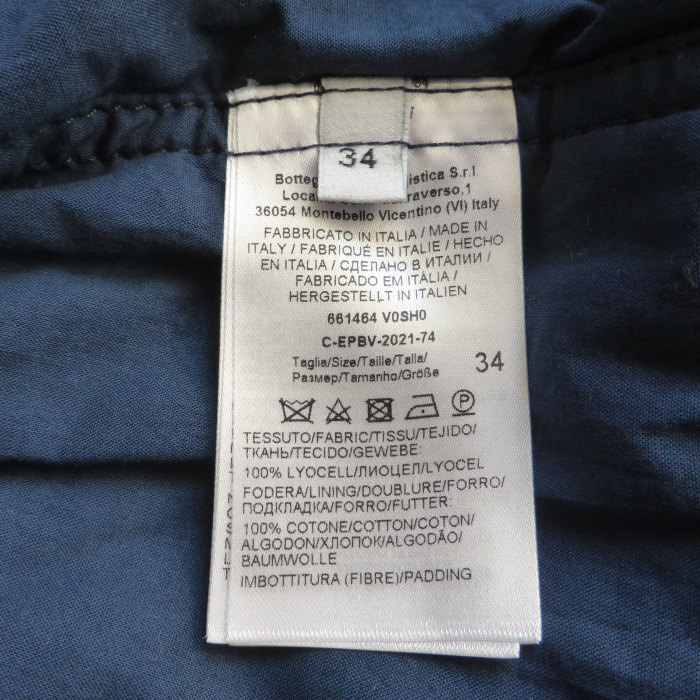 34
Botteg istica S.r.l
Loca raverso,1
36054 Montebello Vicentino (VI) Italy
FABBRICATO IN ITALIA / MADE IN
ITALY / FABRIQUÉ EN ITALIE / HECHO
EN ITALIA / СДЕЛАНО В ИТАЛИИ /
FABRICADO EM ITÁLIA /
HERGESTELLT IN ITALIEN
661464 V0SH0
C-EPBV-2021-74
Taglia/Size/Taille/Talla/
Размер/Tamanho/Größe 34
P
TESSUTO/FABRIC/TISSU/TEJIDO/
ТКАНЬ/TECIDO/GEWEBE:
100% LYOCELL/ЛИОЦЕЛ/LYOCEL
FODERA/LINING/DOUBLURE/FORRO/
ПОДКЛАДКА/FORRO/FUTTER:
100% COTONE/COTTON/COTON/
ALGODON/ХЛОПОК/ALGODÃO/
BAUMWOLLE
IMBOTTITURA (FIBRE)/PADDING